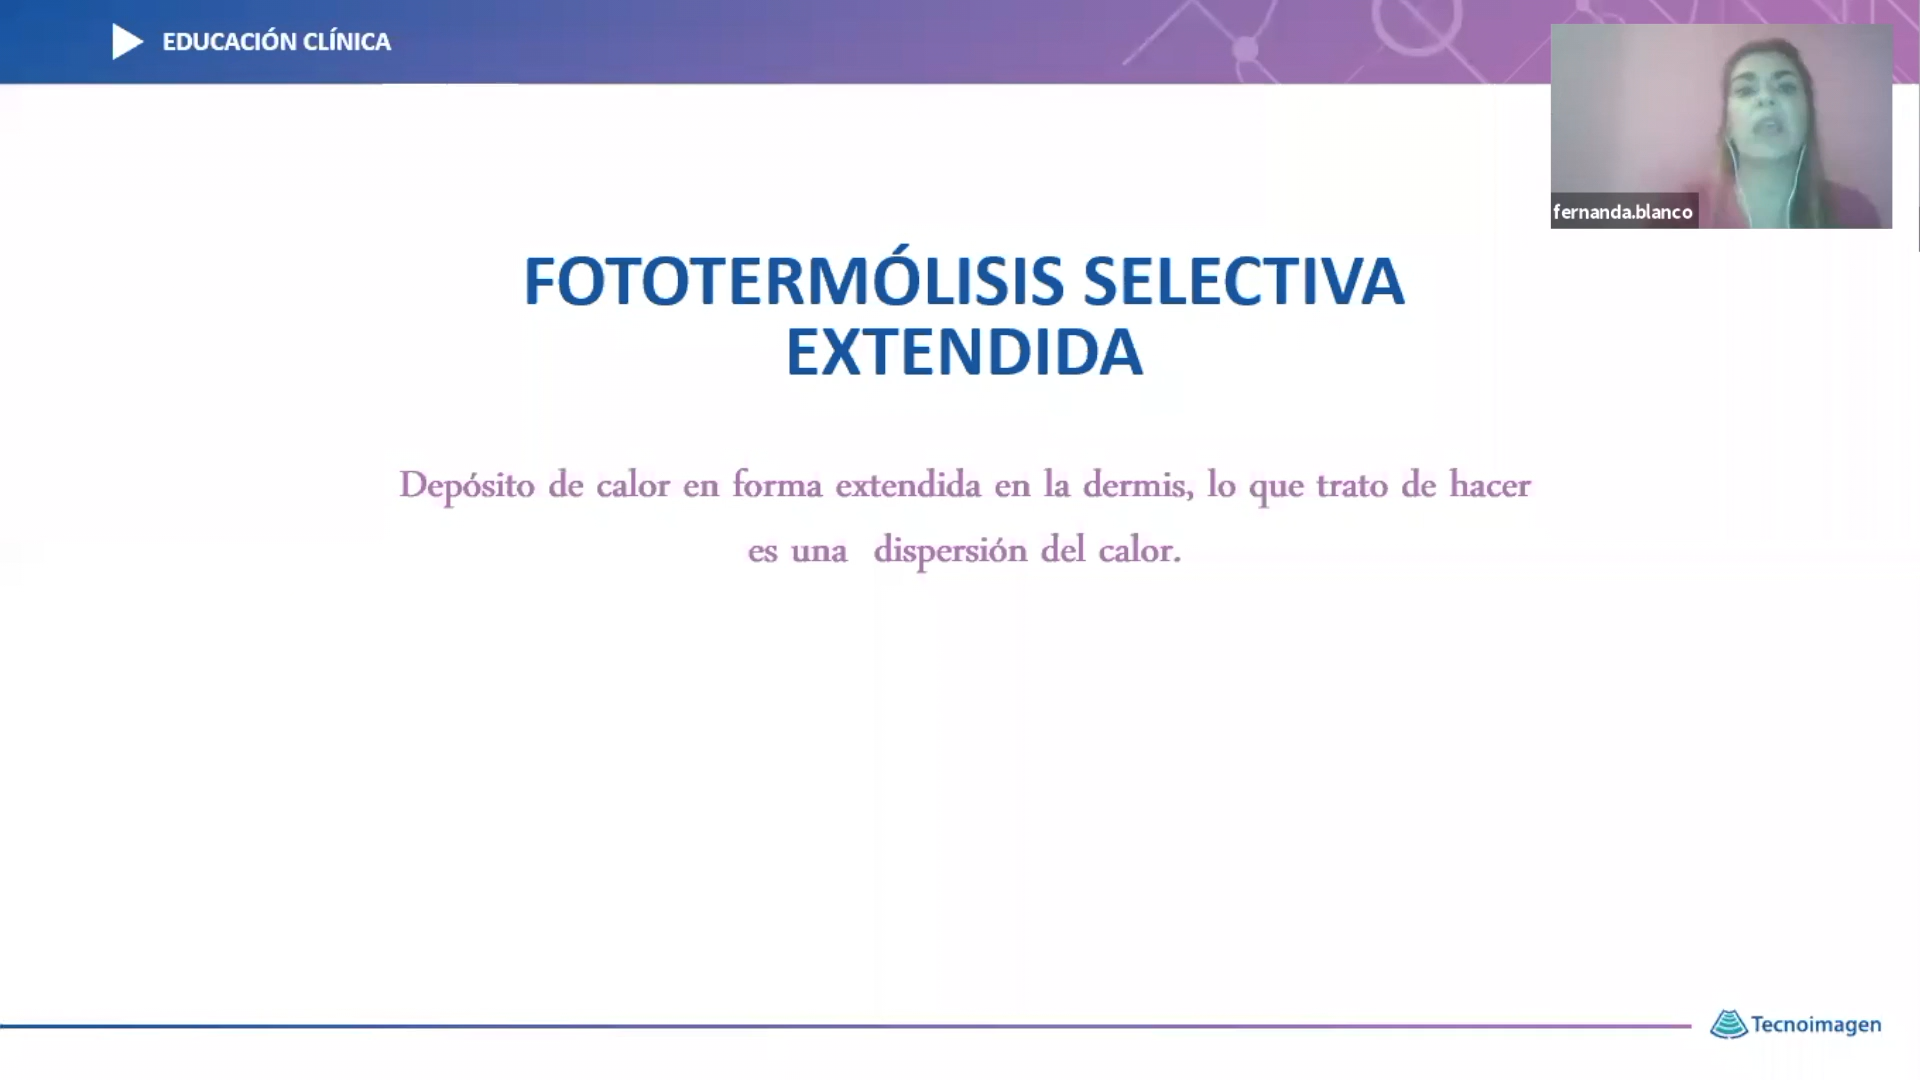 EDUCACIÓN CLÍNICA
fernanda.blanco
FOTOTERMÓLISIS SELECTIVA
EXTENDIDA
Depósito de calor en forma extendida en la dermis, lo que trato de hacer
es una dispersión del calor.
Tecnoimagen